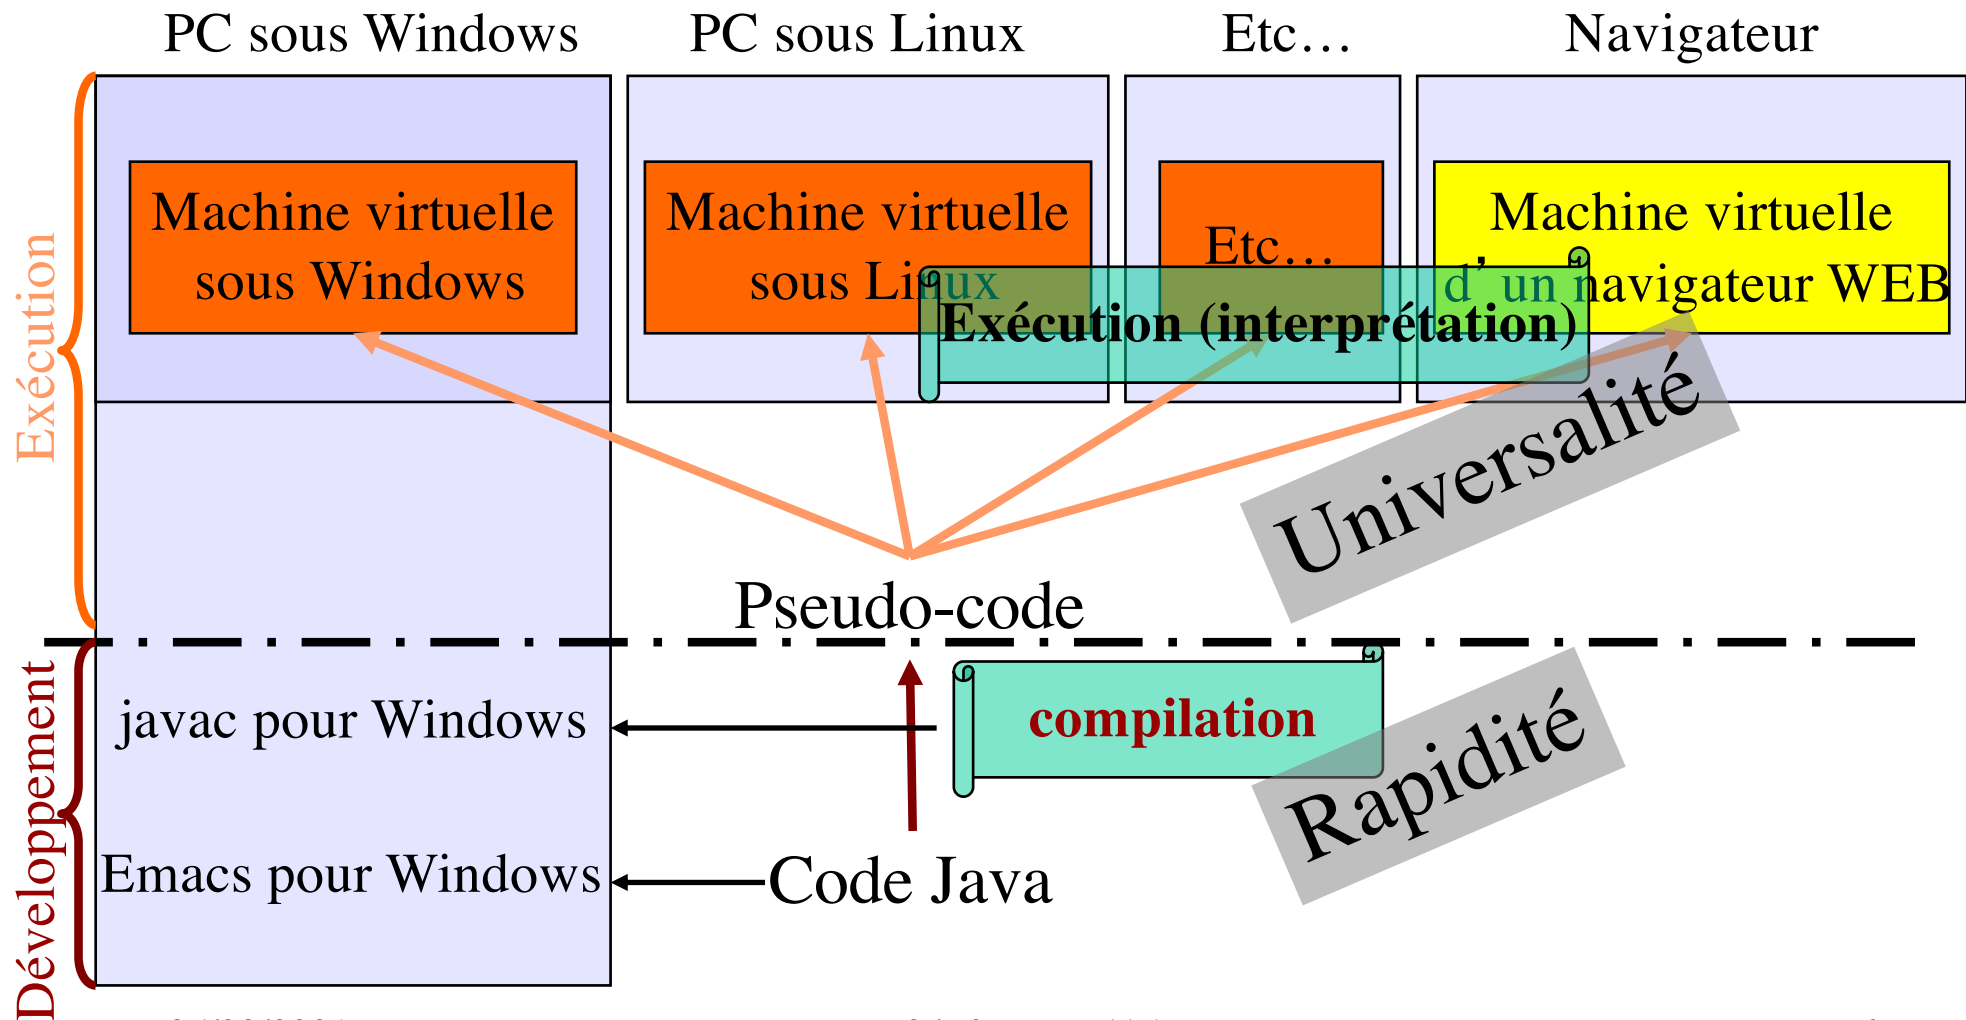 PC sous Windows
PC sous Linux
Etc…
Navigateur
Machine virtuelle
sous Windows
Machine virtuelle
sous Linux
Etc…
Machine virtuelle
d’un navigateur WEB
Exécution (interprétation)
Exécution
Universalité
Pseudo-code
Développement
javac pour Windows
compilation
Rapidité
Emacs pour Windows
Code Java